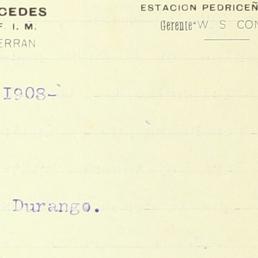 CEDES
F. I. M.
ERRAN
ESTACION PEDRICEÑ
Gerente W. S CON
1908-
Durango.